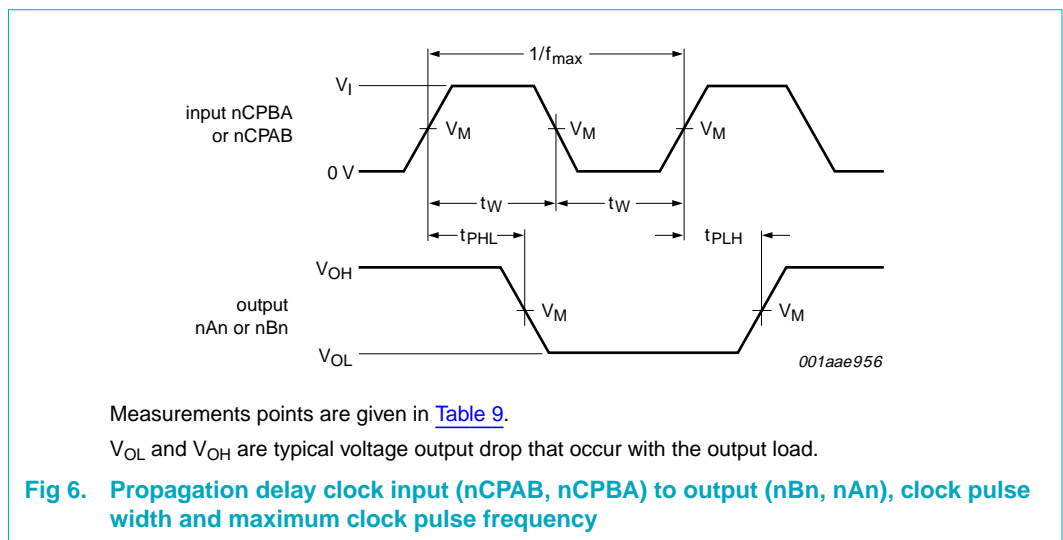 1/fmax
VI
input nCPBA
or nCPAB
VM
VM
VM
0 V
tW
tW
tPHL
tPLH
VOH
output
nAn or nBn
VM
VM
VOL
001aae956
Measurements points are given in Table 9.
VOL and VOH are typical voltage output drop that occur with the output load.
Fig 6. Propagation delay clock input (nCPAB, nCPBA) to output (nBn, nAn), clock pulse
width and maximum clock pulse frequency